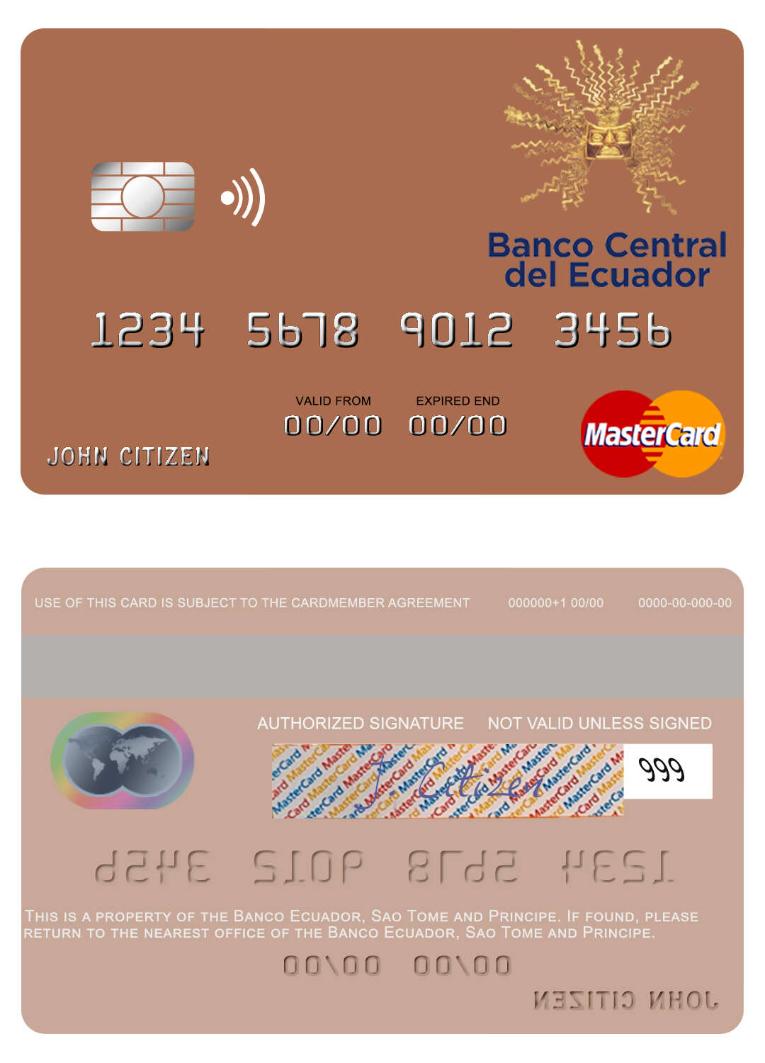 Banco Central
del Ecuador
1234 5678 9012 3456
VALID FROM EXPIRED END
00/00 00/00
MasterCard
JOHN CITIZEN
USE OF THIS CARD IS SUBJECT TO THE CARDMEMBER AGREEMENT 000000+1 00/00 0000-00-000-00
AUTHORIZED SIGNATURE NOT VALID UNLESS SIGNED
MasterCard MasterCard MasterCard
J. Citizen 999
1234 5678 9012 3456
THIS IS A PROPERTY OF THE BANCO ECUADOR, SAO TOME AND PRINCIPE. IF FOUND, PLEASE
RETURN TO THE NEAREST OFFICE OF THE BANCO ECUADOR, SAO TOME AND PRINCIPE.
00/00 00/00
JOHN CITIZEN